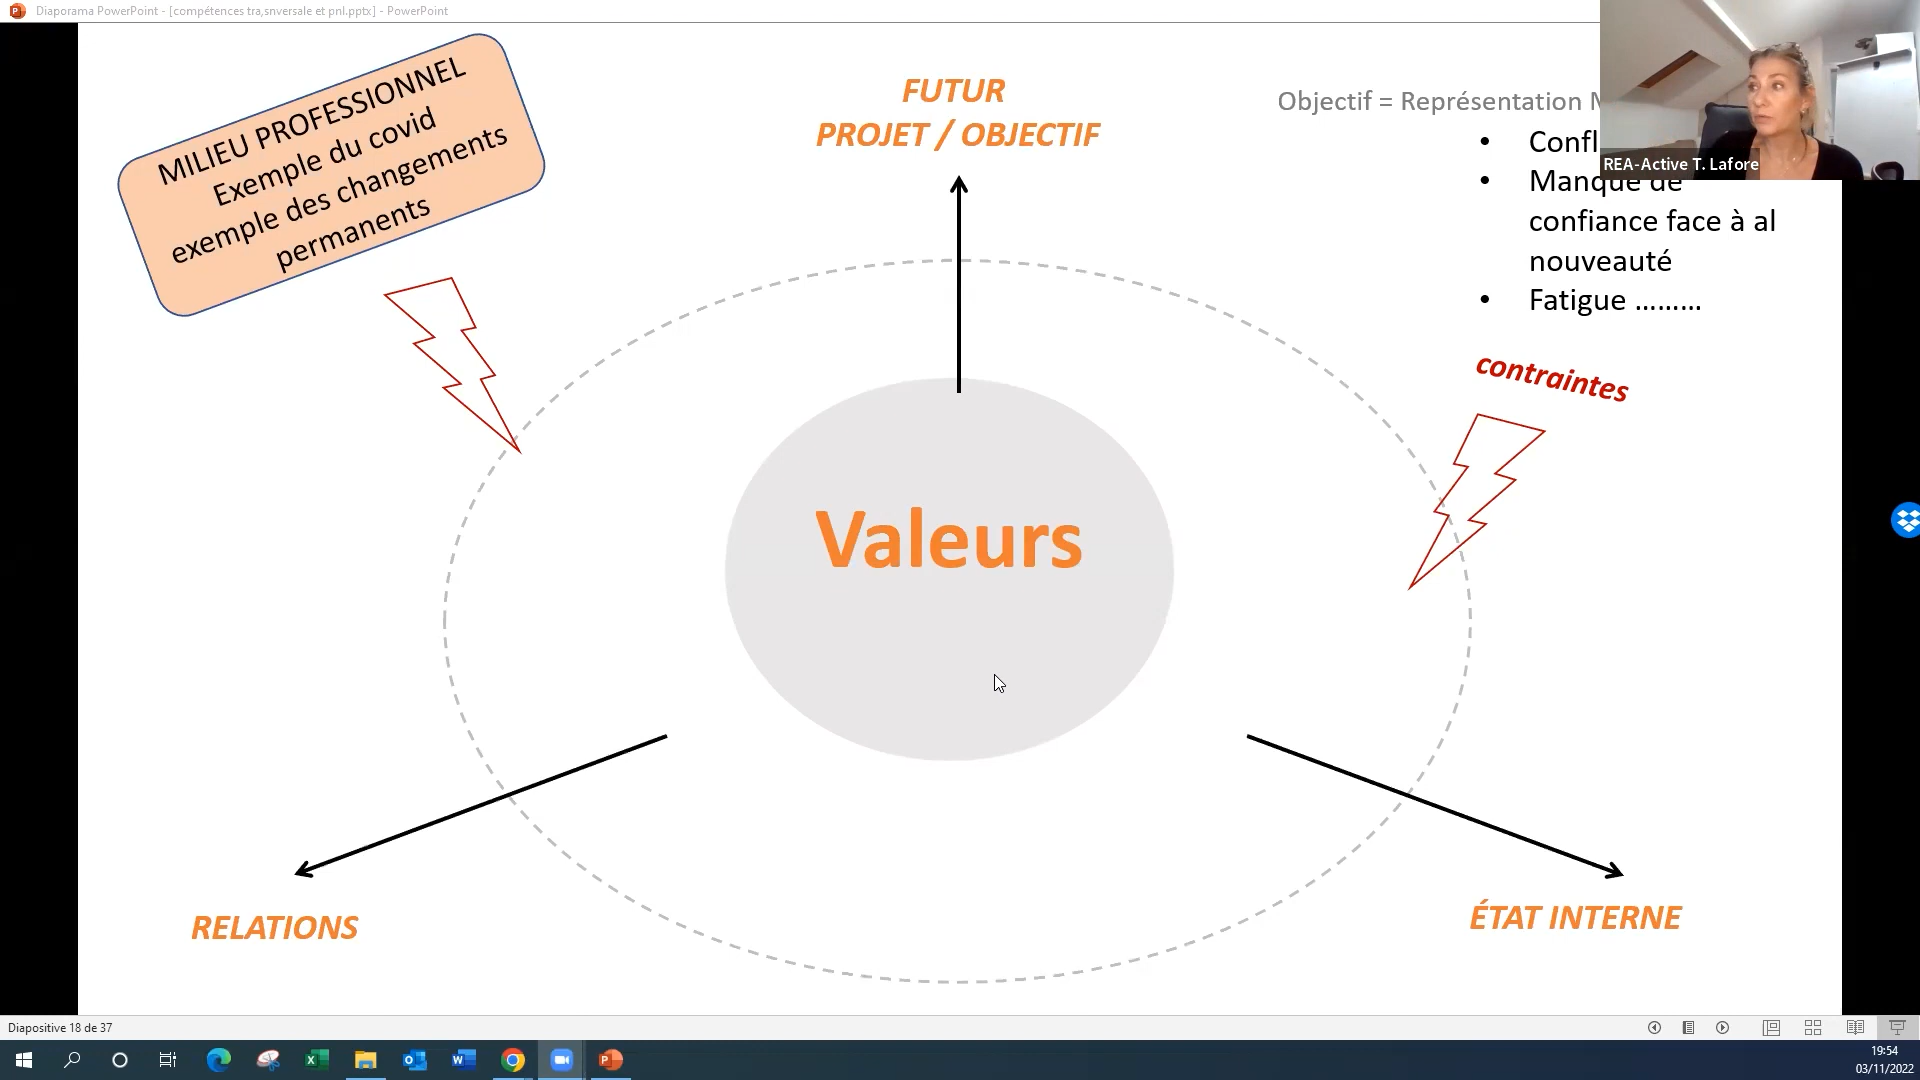 Diaporama PowerPoint - [compétences tra,snversale et pnl.pptx] - PowerPoint
MILIEU PROFESSIONNEL
Exemple du covid
exemple des changements
permanents
FUTUR
PROJET / OBJECTIF
Objectif = Représentation
REA-Active T. Lafore
• Confl
• Manque de
confiance face à al
nouveauté
• Fatigue ………
contraintes
Valeurs
RELATIONS
ÉTAT INTERNE
Diapositive 18 de 37
19:54
03/11/2022